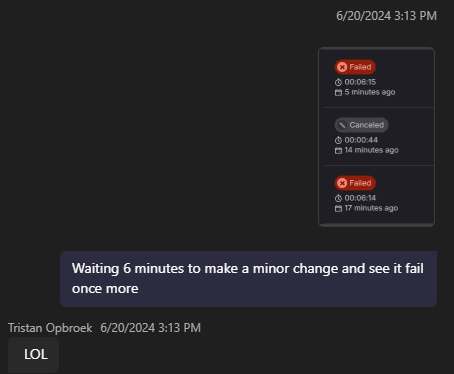 6/20/2024 3:13 PM
Failed
00:06:15
5 minutes ago
Canceled
00:00:44
14 minutes ago
Failed
00:06:14
17 minutes ago
Waiting 6 minutes to make a minor change and see it fail
once more
Tristan Opbroek 6/20/2024 3:13 PM
LOL